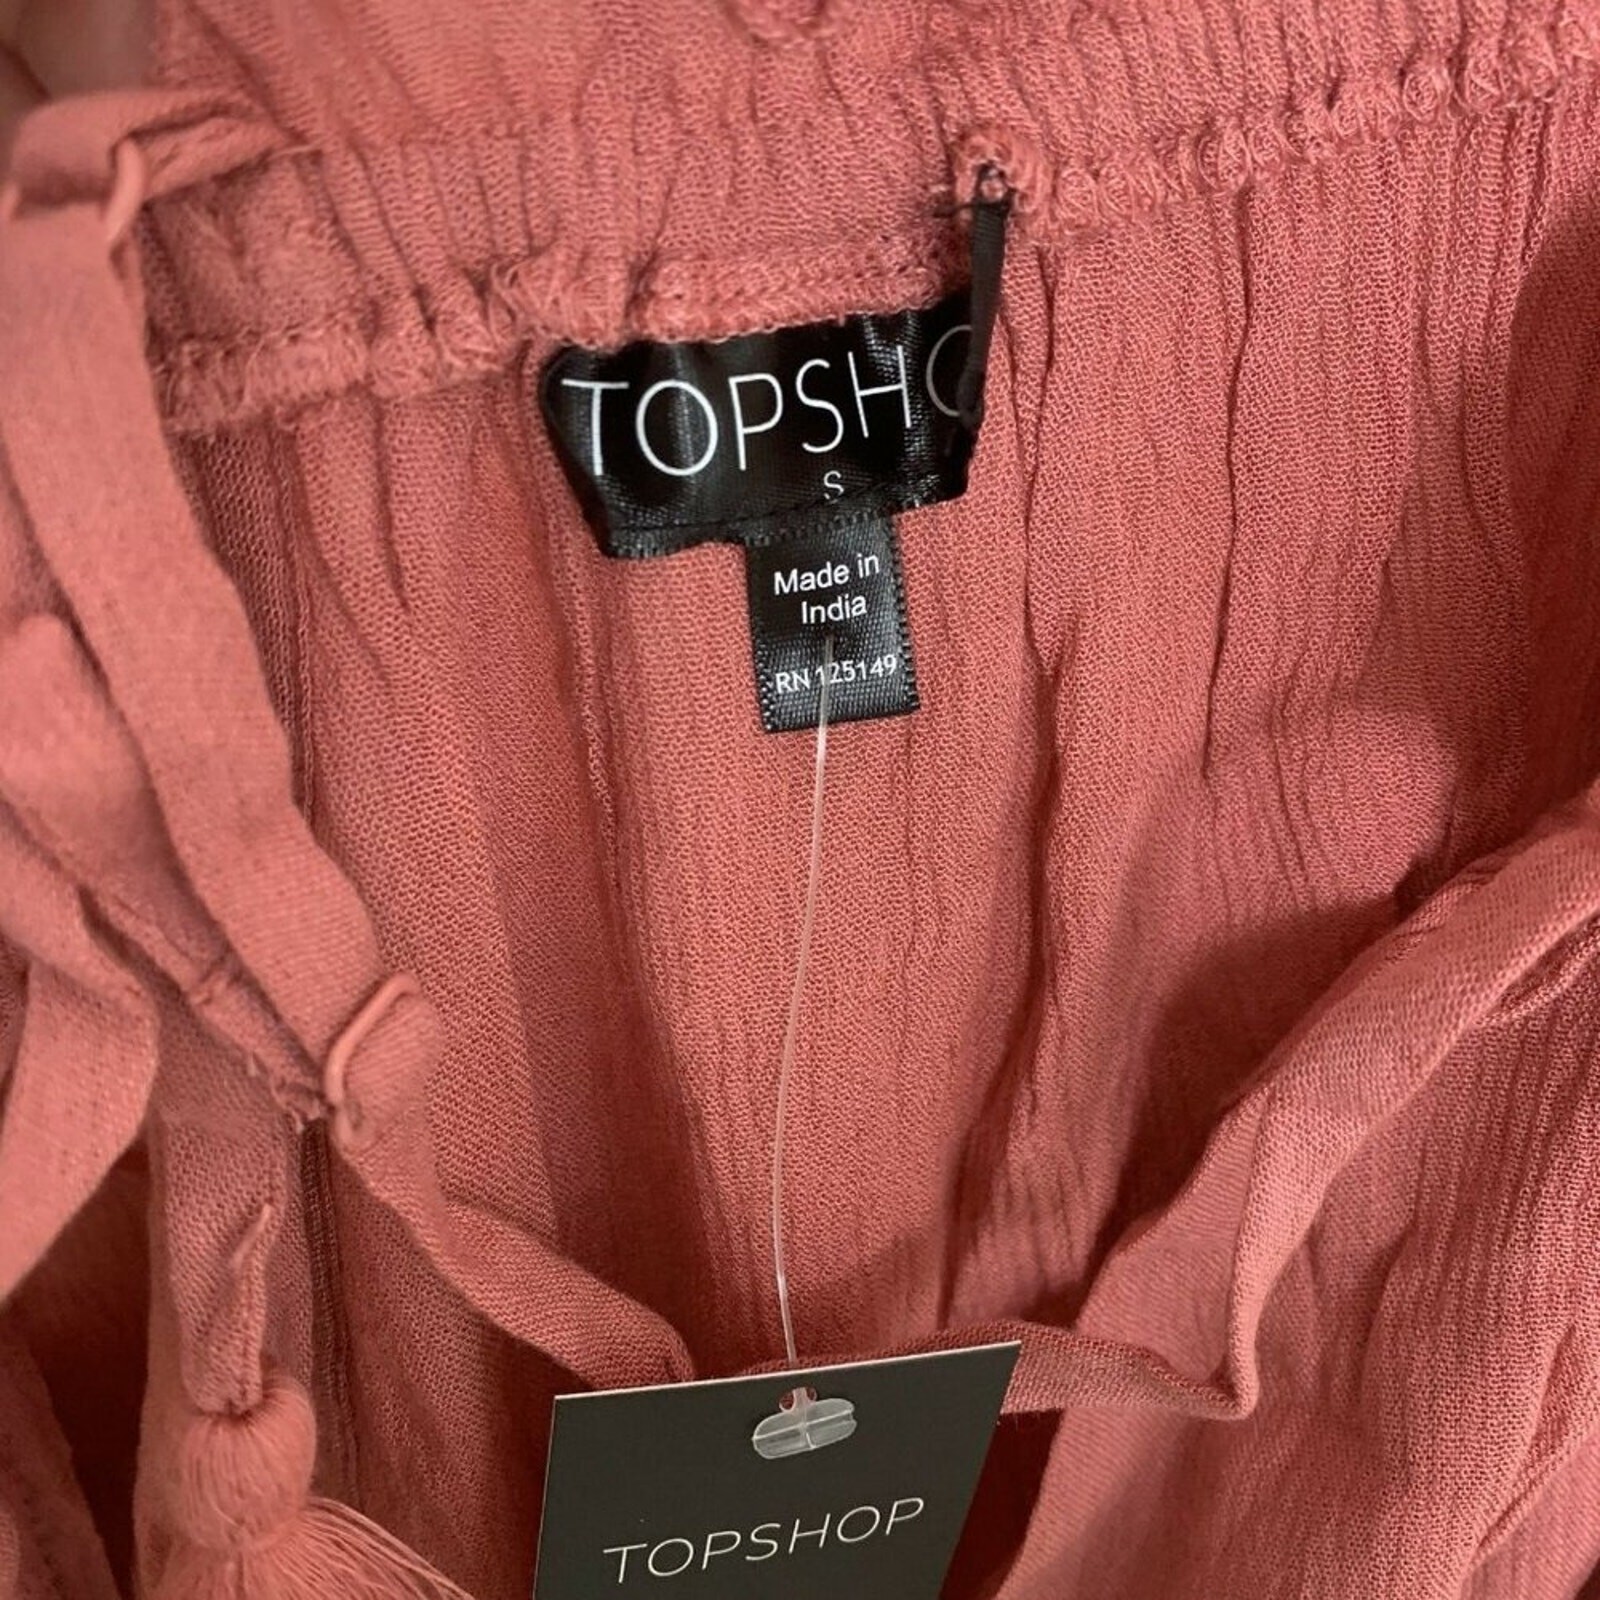 TOPSHO
S
Made in
India
RN 125149
TOPSHOP